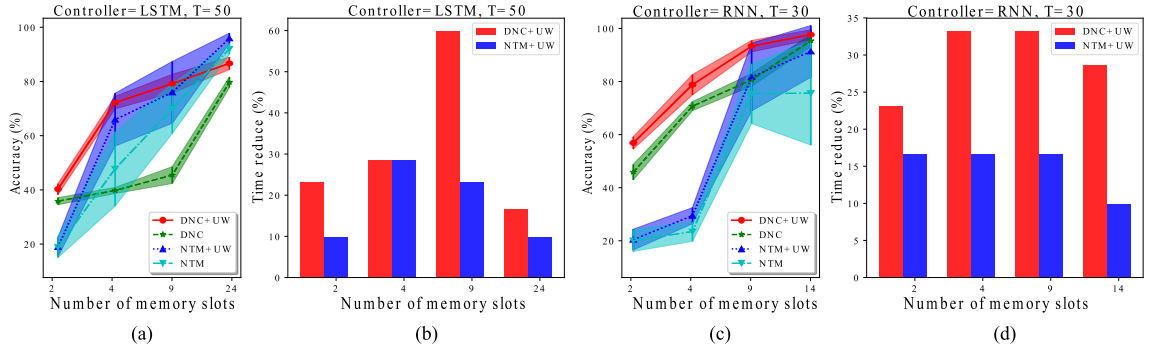 Controller=LSTM, T=50
Accuracy (%)
100
80
60
40
20
2
4
9
24
Number of memory slots
DNC+UW
DNC
NTM+UW
NTM
(a)
Controller=LSTM, T=50
Time reduce (%)
60
50
40
30
20
10
0
2
4
9
24
Number of memory slots
DNC+UW
NTM+UW
(b)
Controller=RNN, T=30
Accuracy (%)
100
80
60
40
20
2
4
9
14
Number of memory slots
DNC+UW
DNC
NTM+UW
NTM
(c)
Controller=RNN, T=30
Time reduce (%)
35
30
25
20
15
10
5
0
2
4
9
14
Number of memory slots
DNC+UW
NTM+UW
(d)